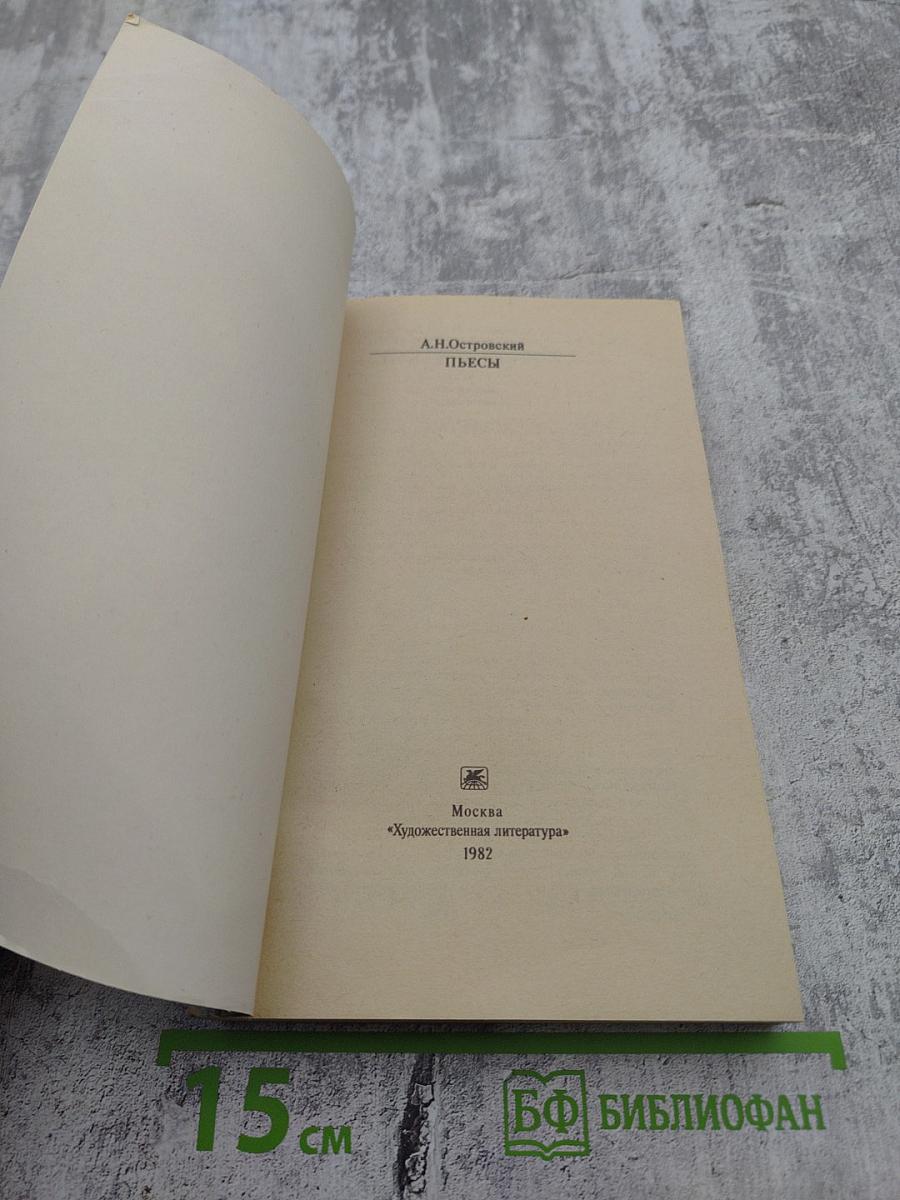 А.Н.Островский
ПЬЕСЫ
Москва
«Художественная литература»
1982
15 см
БФ БИБЛИОФАН